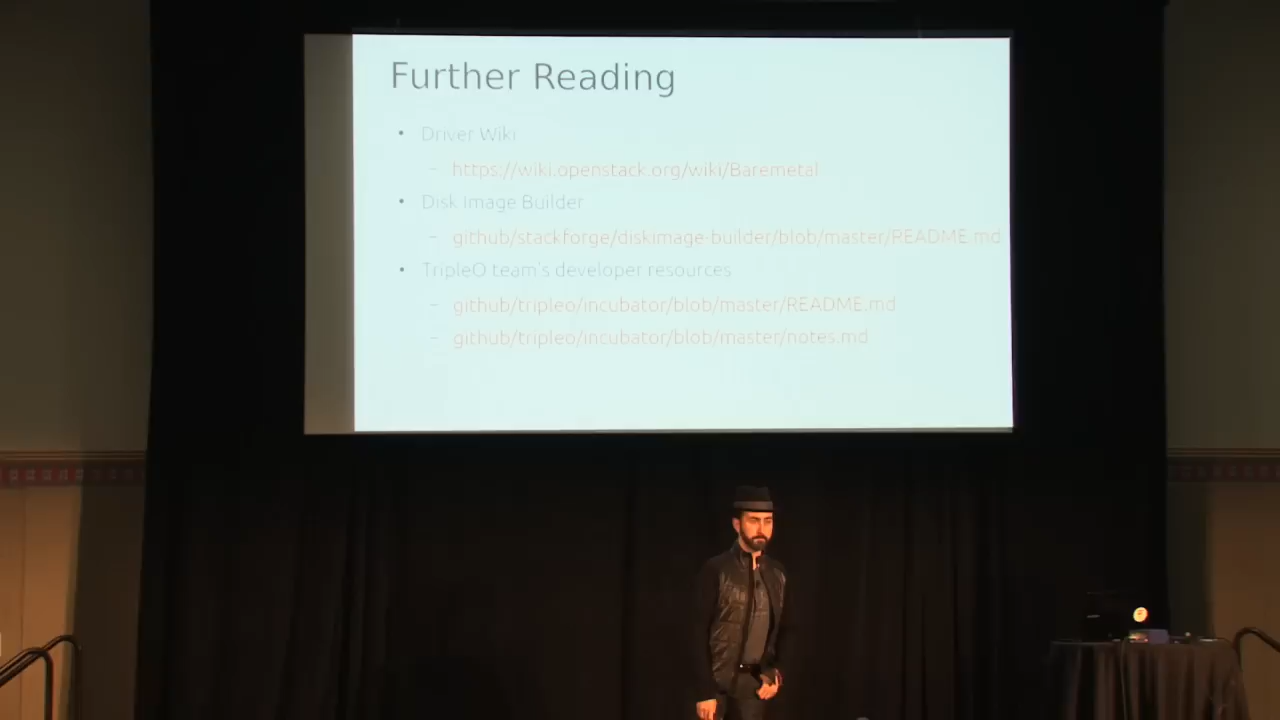 Further Reading
• Driver Wiki
– https://wiki.openstack.org/wiki/Baremetal
• Disk Image Builder
– github/stackforge/diskimage-builder/blob/master/README.md
• TripleO team's developer resources
– github/tripleo/incubator/blob/master/README.md
– github/tripleo/incubator/blob/master/notes.md